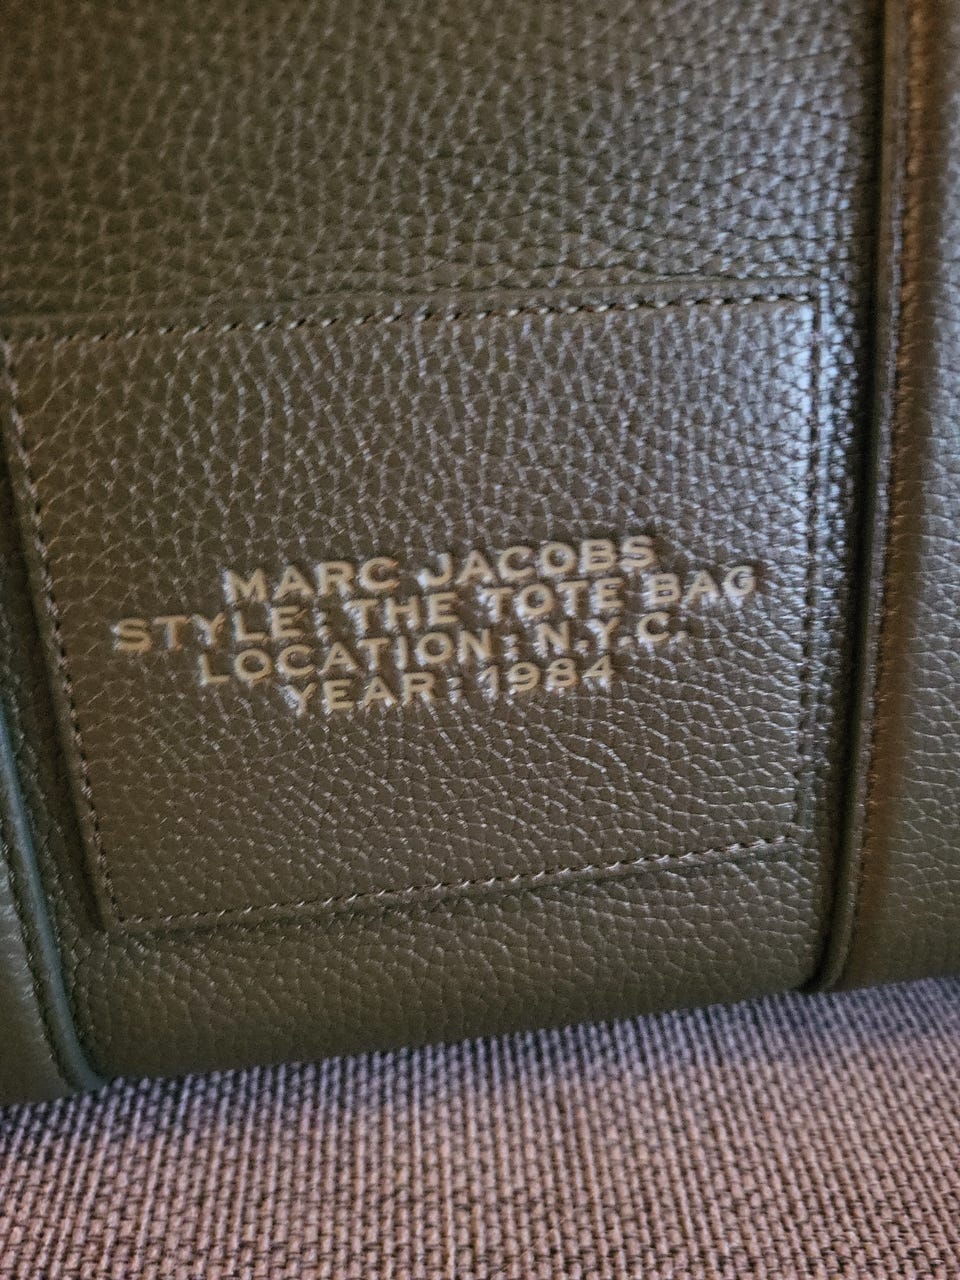 MARC JACOBS
STYLE: THE TOTE BAG
LOCATION: N.Y.C.
YEAR: 1984